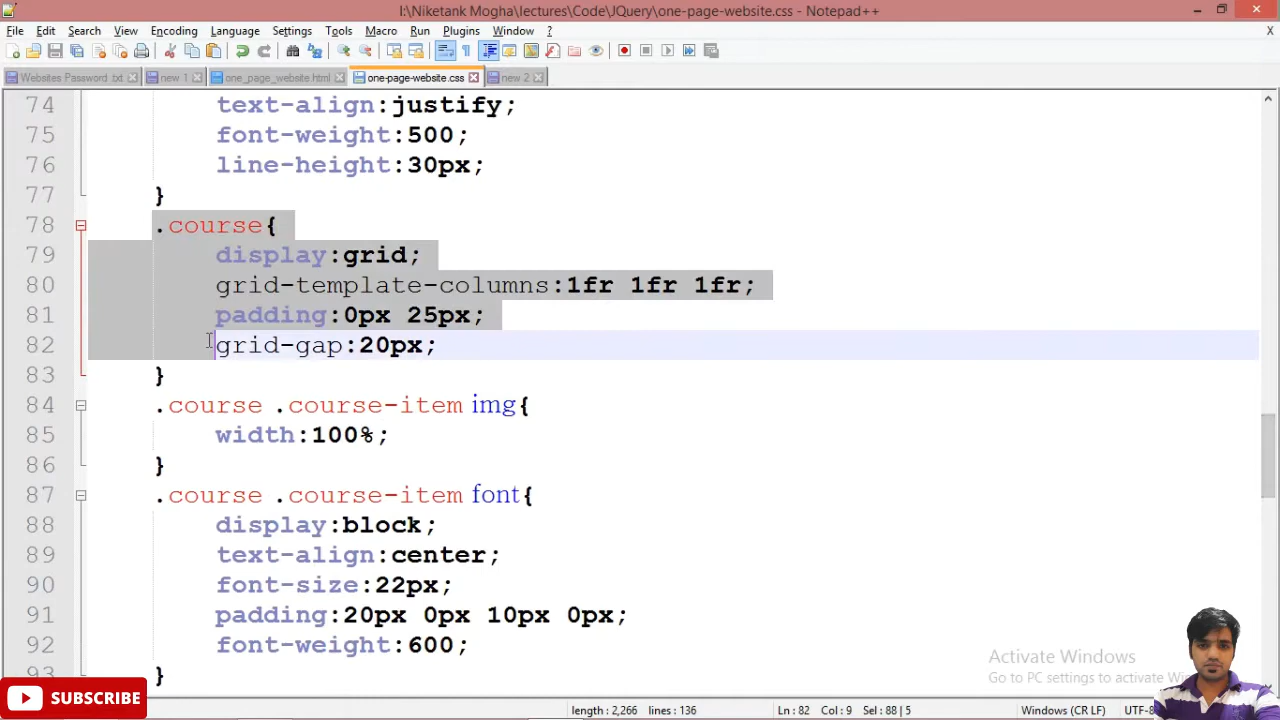 I:\Niketank Mogha\lectures\Code\JQuery\one-page-website.css - Notepad++
File Edit Search View Encoding Language Settings Tools Macro Run Plugins Window ? X
Websites Password txt new 1 one_page_website html one-page-website.css new 2
74 text-align:justify;
75 font-weight:500;
76 line-height:30px;
77 }
78 .course{
79 display:grid;
80 grid-template-columns:1fr 1fr 1fr;
81 padding:0px 25px;
82 grid-gap:20px;
83 }
84 .course .course-item img{
85 width:100%;
86 }
87 .course .course-item font{
88 display:block;
89 text-align:center;
90 font-size:22px;
91 padding:20px 0px 10px 0px;
92 font-weight:600;
93 }
Activate Windows
Go to PC settings to activate Wi
SUBSCRIBE
length : 2,266 lines : 136 Ln : 82 Col : 9 Sel : 88 | 5 Windows (CR LF) UTF-8